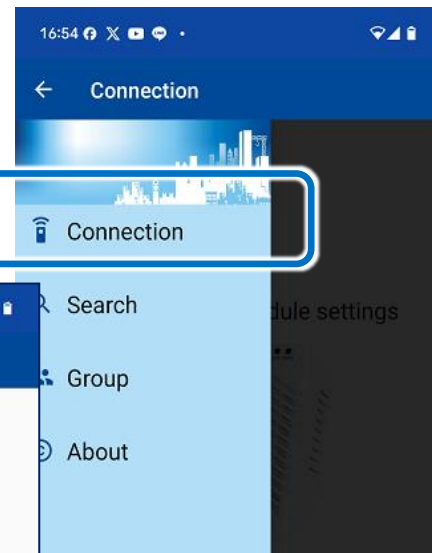 16:54
Connection
Connection
Search
dule settings
Group
About